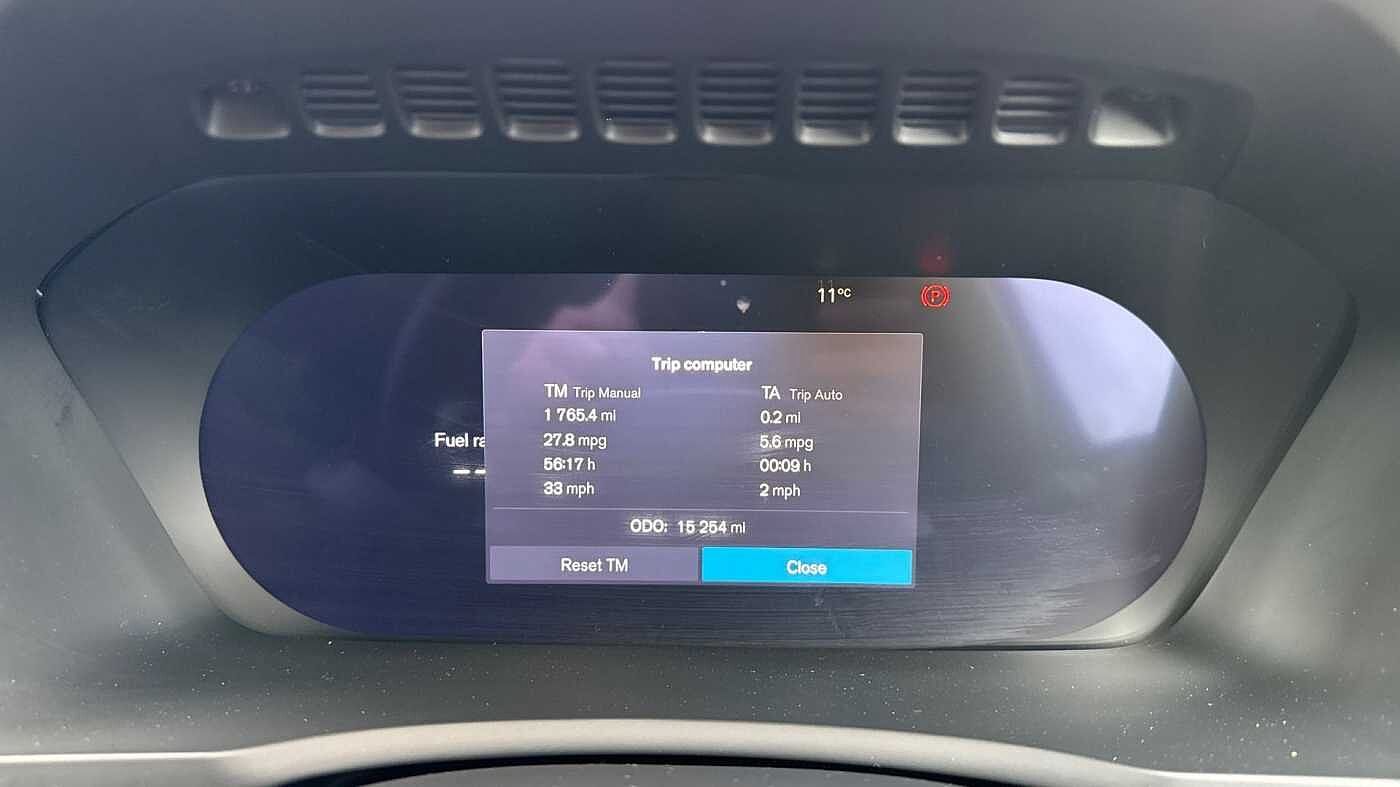 11°C
P
Trip computer
TM Trip Manual
TA Trip Auto
1 765.4 mi
0.2 mi
27.8 mpg
5.6 mpg
56:17 h
00:09 h
33 mph
2 mph
Fuel
--
ODO: 15 254 mi
Reset TM
Close